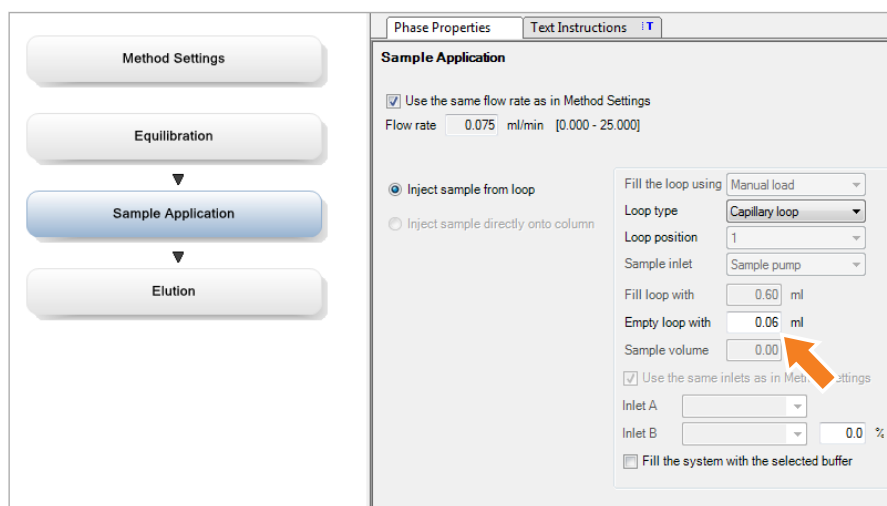 Method Settings
Equilibration
Sample Application
Elution
Phase Properties
Text Instructions T
Sample Application
Use the same flow rate as in Method Settings
Flow rate 0.075 ml/min [0.000 - 25.000]
Inject sample from loop
Inject sample directly onto column
Fill the loop using Manual load
Loop type Capillary loop
Loop position 1
Sample inlet Sample pump
Fill loop with 0.60 ml
Empty loop with 0.06 ml
Sample volume 0.00
Use the same inlets as in Method Settings
Inlet A
Inlet B 0.0 %
Fill the system with the selected buffer